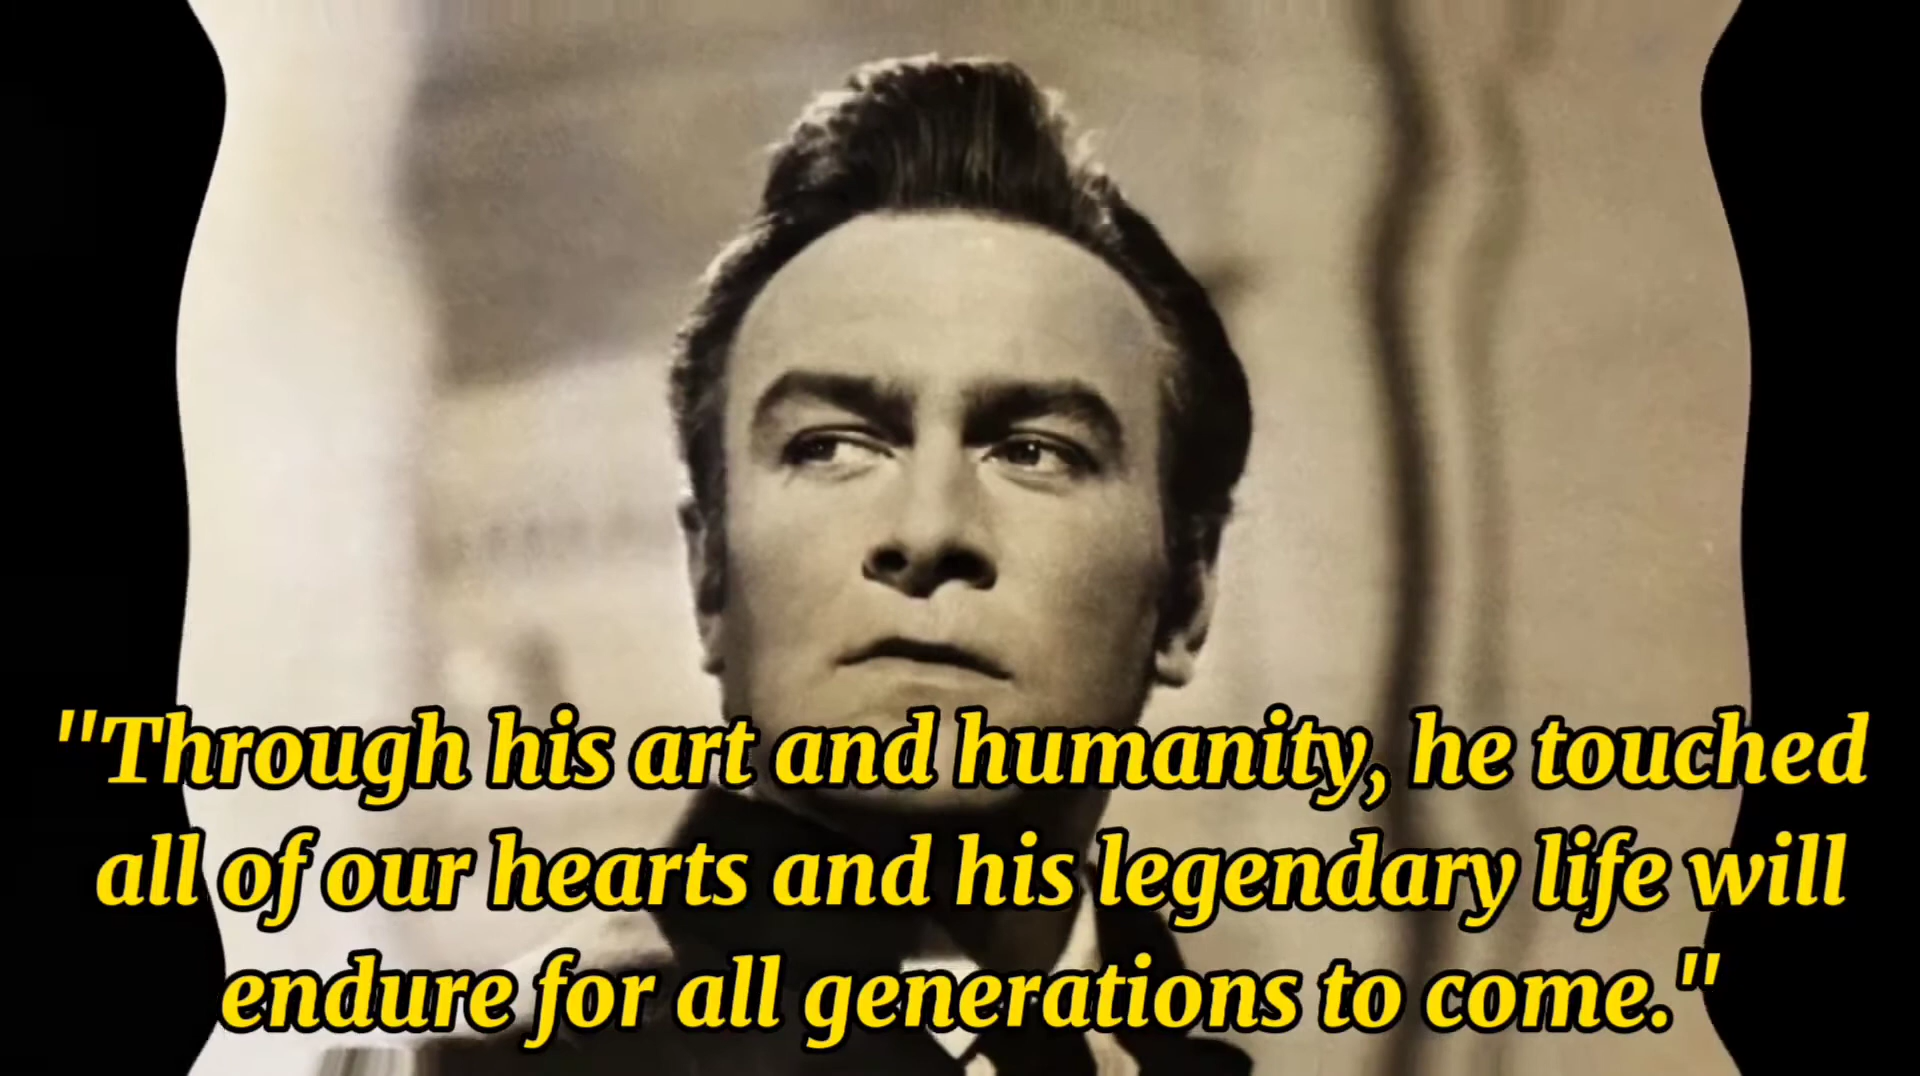 "Through his art and humanity, he touched
all of our hearts and his legendary life will
endure for all generations to come."